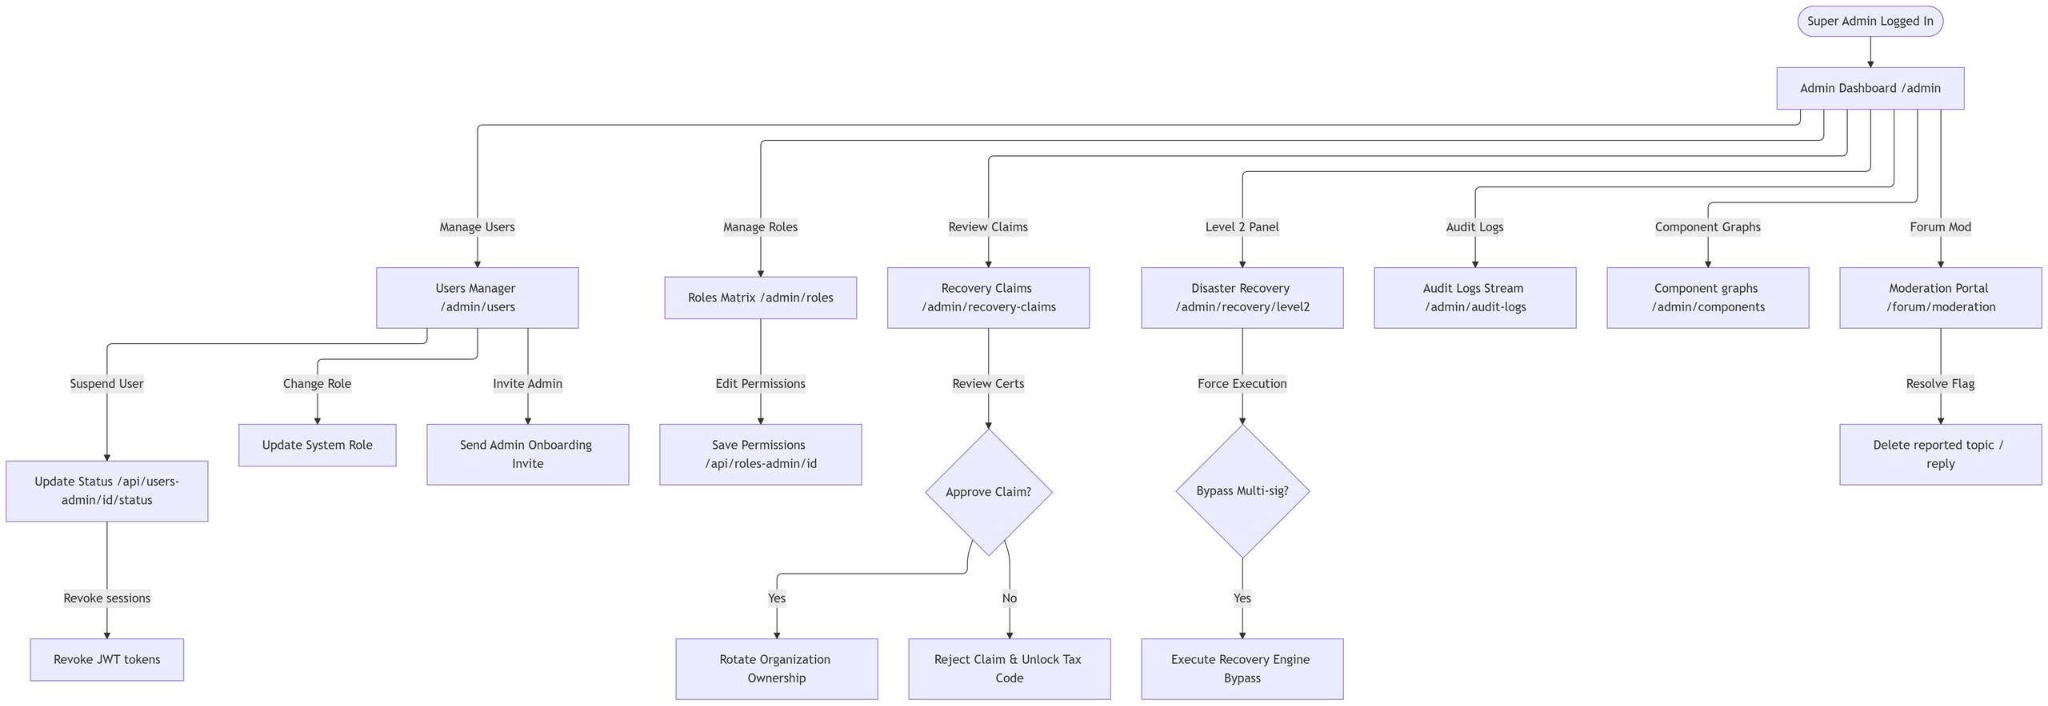 Super Admin Logged In
Admin Dashboard /admin
Manage Users
Manage Roles
Review Claims
Level 2 Panel
Audit Logs
Component Graphs
Forum Mod
Users Manager
/admin/users
Roles Matrix /admin/roles
Recovery Claims
/admin/recovery-claims
Disaster Recovery
/admin/recovery/level2
Audit Logs Stream
/admin/audit-logs
Component graphs
/admin/components
Moderation Portal
/forum/moderation
Suspend User
Change Role
Invite Admin
Edit Permissions
Review Certs
Force Execution
Resolve Flag
Update Status /api/users-
admin/id/status
Update System Role
Send Admin Onboarding
Invite
Save Permissions
/api/roles-admin/id
Approve Claim?
Bypass Multi-sig?
Delete reported topic /
reply
Revoke sessions
Yes
No
Yes
Revoke JWT tokens
Rotate Organization
Ownership
Reject Claim & Unlock Tax
Code
Execute Recovery Engine
Bypass